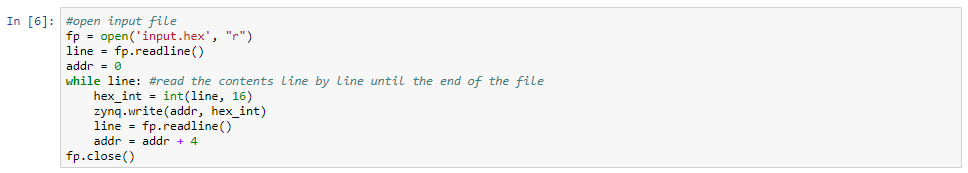 In [6]: #open input file
fp = open('input.hex', "r")
line = fp.readline()
addr = 0
while line: #read the contents line by line until the end of the file
    hex_int = int(line, 16)
    zynq.write(addr, hex_int)
    line = fp.readline()
    addr = addr + 4
fp.close()